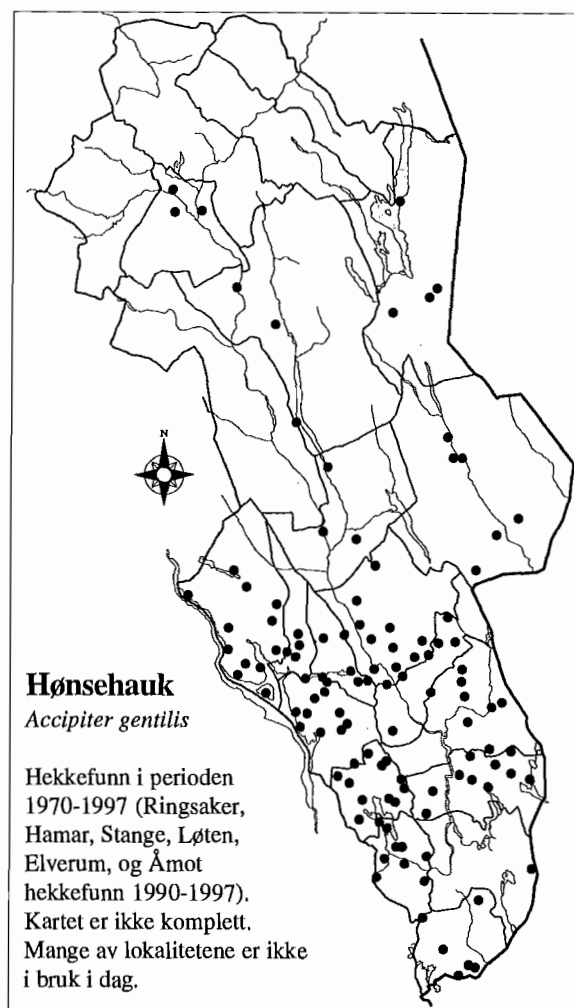 N
Hønsehauk
Accipiter gentilis
Hekkefunn i perioden
1970-1997 (Ringsaker,
Hamar, Stange, Løten,
Elverum, og Åmot
hekkefunn 1990-1997).
Kartet er ikke komplett.
Mange av lokalitetene er ikke
i bruk i dag.